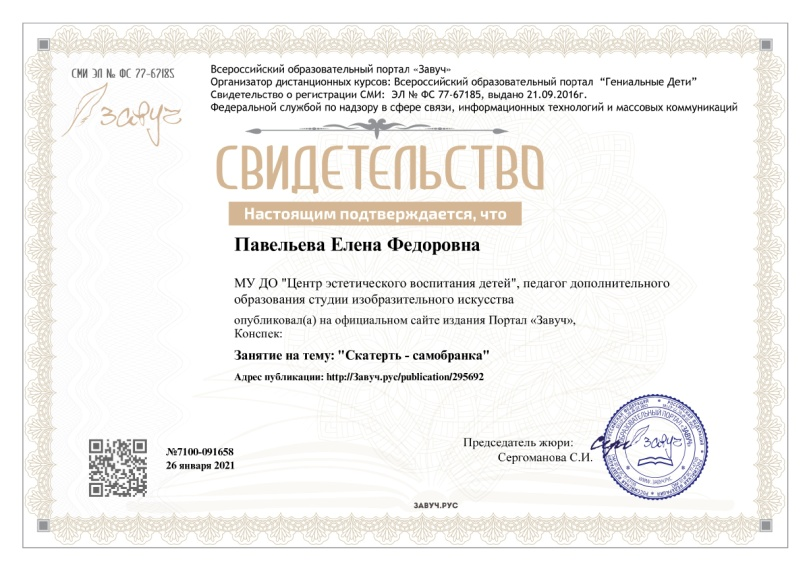 СМИ ЭЛ № ФС 77-67185
завуч
Всероссийский образовательный портал «Завуч»
Организатор дистанционных курсов: Всероссийский образовательный портал “Гениальные Дети”
Свидетельство о регистрации СМИ: ЭЛ № ФС 77-67185, выдано 21.09.2016г.
Федеральной службой по надзору в сфере связи, информационных технологий и массовых коммуникаций
СВИДЕТЕЛЬСТВО
Настоящим подтверждается, что
Павельева Елена Федоровна
МУ ДО "Центр эстетического воспитания детей", педагог дополнительного
образования студии изобразительного искусства
опубликовал(а) на официальном сайте издания Портал «Завуч»,
Конспек:
Занятие на тему: "Скатерть - самобранка"
Адрес публикации: http://Завуч.рус/publication/295692
№7100-091658
26 января 2021
Председатель жюри:
Сергоманова С.И.
завуч
ЗАВУЧ.РУС